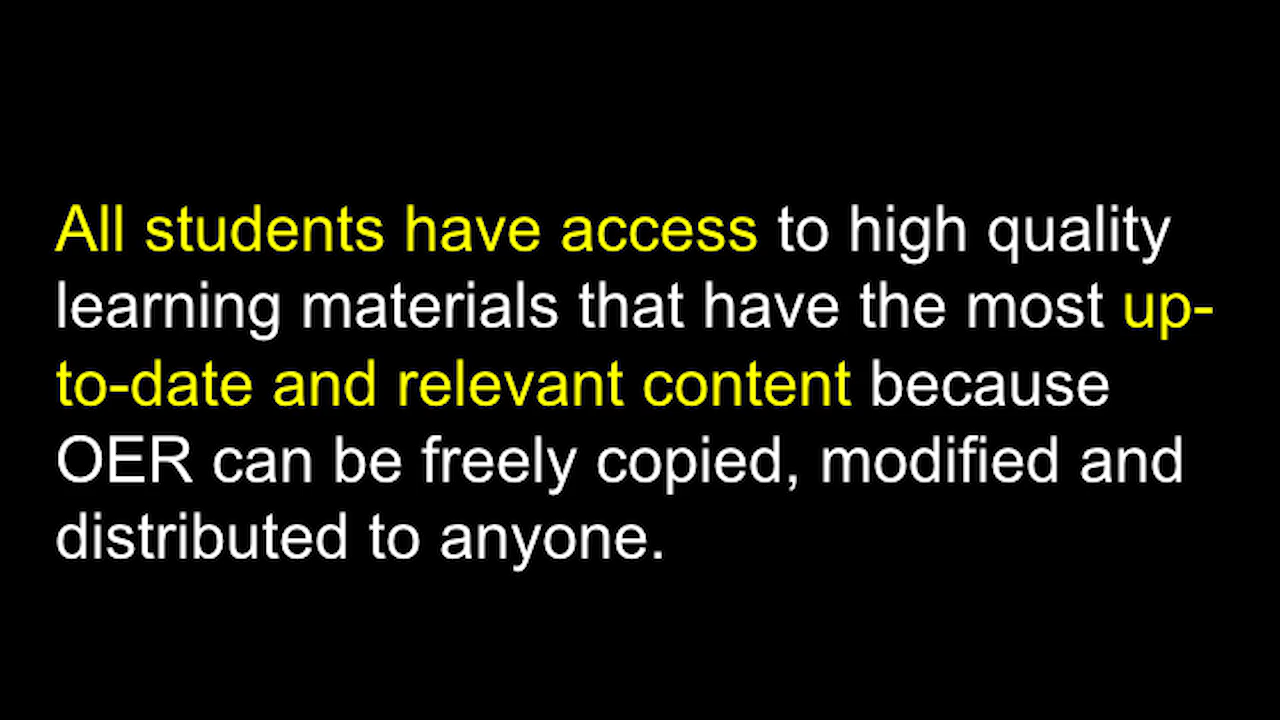 All students have access to high quality
learning materials that have the most up-
to-date and relevant content because
OER can be freely copied, modified and
distributed to anyone.